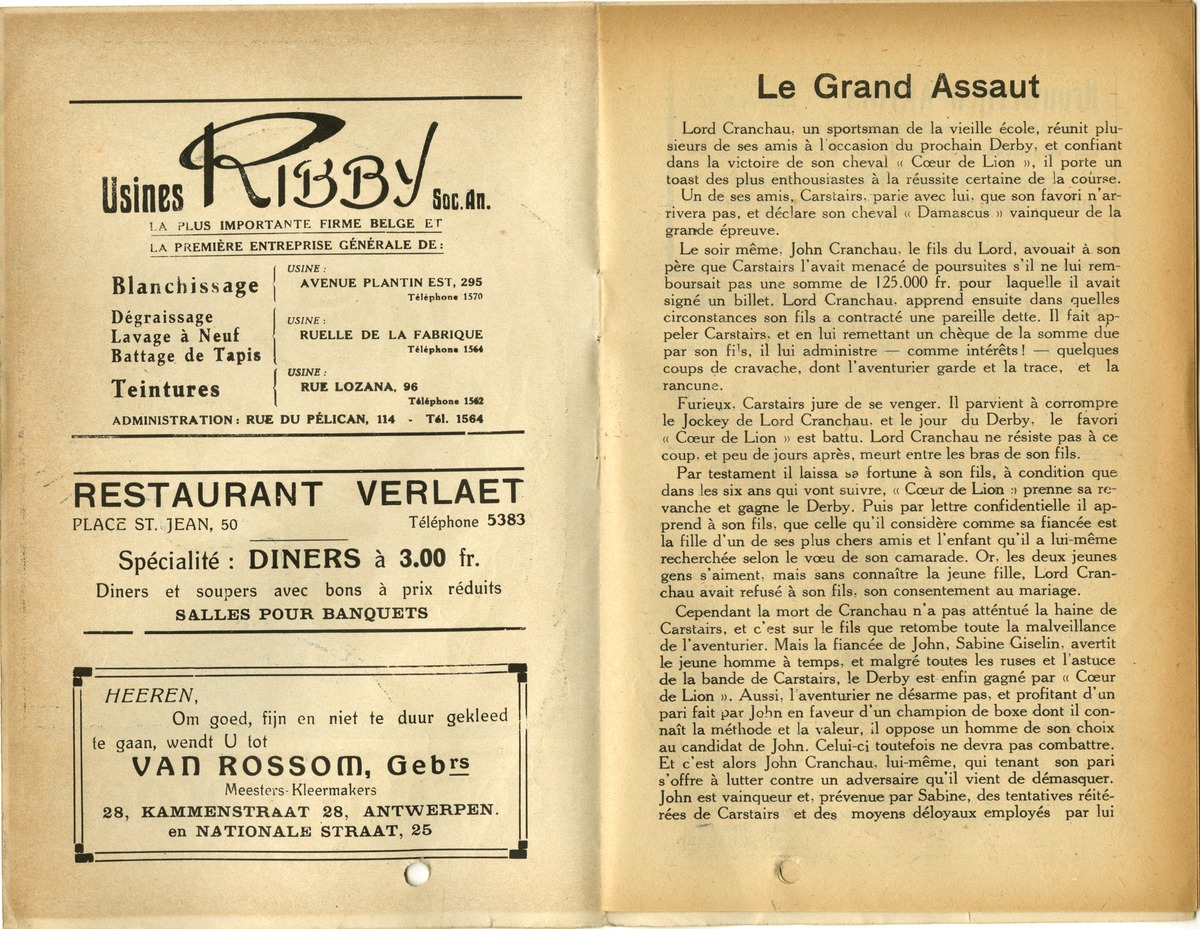 Usines RIBBY Soc. An.
LA PLUS IMPORTANTE FIRME BELGE ET
LA PREMIÈRE ENTREPRISE GÉNÉRALE DE:
Blanchissage
USINE :
AVENUE PLANTIN EST, 295
Téléphone 1570
Dégraissage
Lavage à Neuf
Battage de Tapis
USINE :
RUELLE DE LA FABRIQUE
Téléphone 1564
Teintures
USINE :
RUE LOZANA, 96
Téléphone 1562
ADMINISTRATION: RUE DU PÉLICAN, 114 - Tél. 1564
RESTAURANT VERLAET
PLACE ST. JEAN, 50 Téléphone 5383
Spécialité : DINERS à 3.00 fr.
Diners et soupers avec bons à prix réduits
SALLES POUR BANQUETS
HEEREN,
Om goed, fijn en niet te duur gekleed
te gaan, wendt U tot
VAN ROSSOM, Gebrs
Meesters-Kleermakers
28, KAMMENSTRAAT 28, ANTWERPEN.
en NATIONALE STRAAT, 25
Le Grand Assaut
Lord Cranchau, un sportsman de la vieille école, réunit plu-
sieurs de ses amis à l'occasion du prochain Derby, et confiant
dans la victoire de son cheval « Cœur de Lion », il porte un
toast des plus enthousiastes à la réussite certaine de la course.
Un de ses amis, Carstairs, parie avec lui, que son favori n'ar-
rivera pas, et déclare son cheval « Damascus » vainqueur de la
grande épreuve.
Le soir même, John Cranchau, le fils du Lord, avouait à son
père que Carstairs l'avait menacé de poursuites s'il ne lui rem-
boursait pas une somme de 125.000 fr. pour laquelle il avait
signé un billet. Lord Cranchau, apprend ensuite dans quelles
circonstances son fils a contracté une pareille dette. Il fait ap-
peler Carstairs, et en lui remettant un chèque de la somme due
par son fils, il lui administre — comme intérêts ! — quelques
coups de cravache, dont l'aventurier garde et la trace, et la
rancune.
Furieux, Carstairs jure de se venger. Il parvient à corrompre
le Jockey de Lord Cranchau, et le jour du Derby, le favori
« Cœur de Lion » est battu. Lord Cranchau ne résiste pas à ce
coup, et peu de jours après, meurt entre les bras de son fils.
Par testament il laissa sa fortune à son fils, à condition que
dans les six ans qui vont suivre, « Cœur de Lion » prenne sa re-
vanche et gagne le Derby. Puis par lettre confidentielle il ap-
prend à son fils, que celle qu'il considère comme sa fiancée est
la fille d'un de ses plus chers amis et l'enfant qu'il a lui-même
recherchée selon le vœu de son camarade. Or, les deux jeunes
gens s'aiment, mais sans connaître la jeune fille, Lord Cran-
chau avait refusé à son fils, son consentement au mariage.
Cependant la mort de Cranchau n'a pas atténtué la haine de
Carstairs, et c'est sur le fils que retombe toute la malveillance
de l'aventurier. Mais la fiancée de John, Sabine Giselin, avertit
le jeune homme à temps, et malgré toutes les ruses et l'astuce
de la bande de Carstairs, le Derby est enfin gagné par « Cœur
de Lion ». Aussi, l'aventurier ne désarme pas, et profitant d'un
pari fait par John en faveur d'un champion de boxe dont il con-
naît la méthode et la valeur, il oppose un homme de son choix
au candidat de John. Celui-ci toutefois ne devra pas combattre.
Et c'est alors John Cranchau, lui-même, qui tenant son pari
s'offre à lutter contre un adversaire qu'il vient de démasquer.
John est vainqueur et, prévenue par Sabine, des tentatives réité-
rées de Carstairs et des moyens déloyaux employés par lui